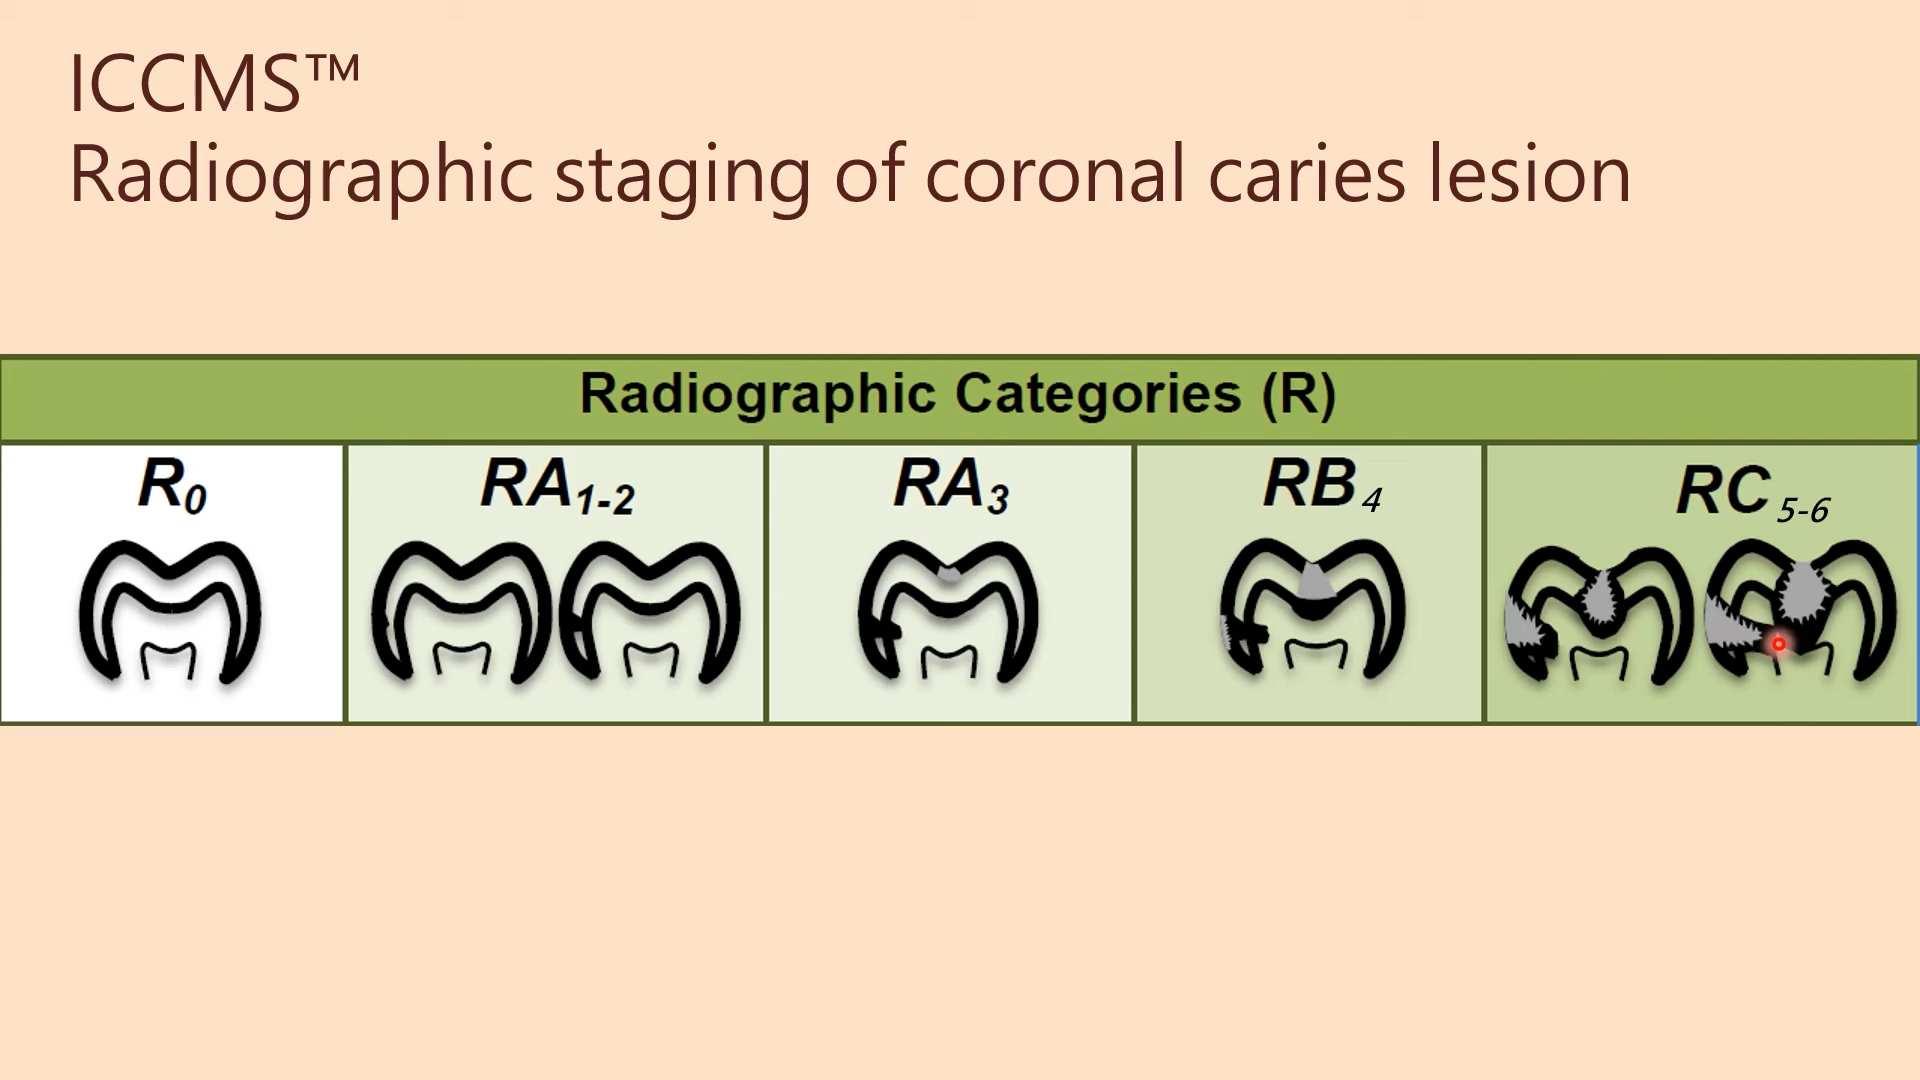 ICCMS™
Radiographic staging of coronal caries lesion
Radiographic Categories (R)
R0 RA1-2 RA3 RB4 RC5-6